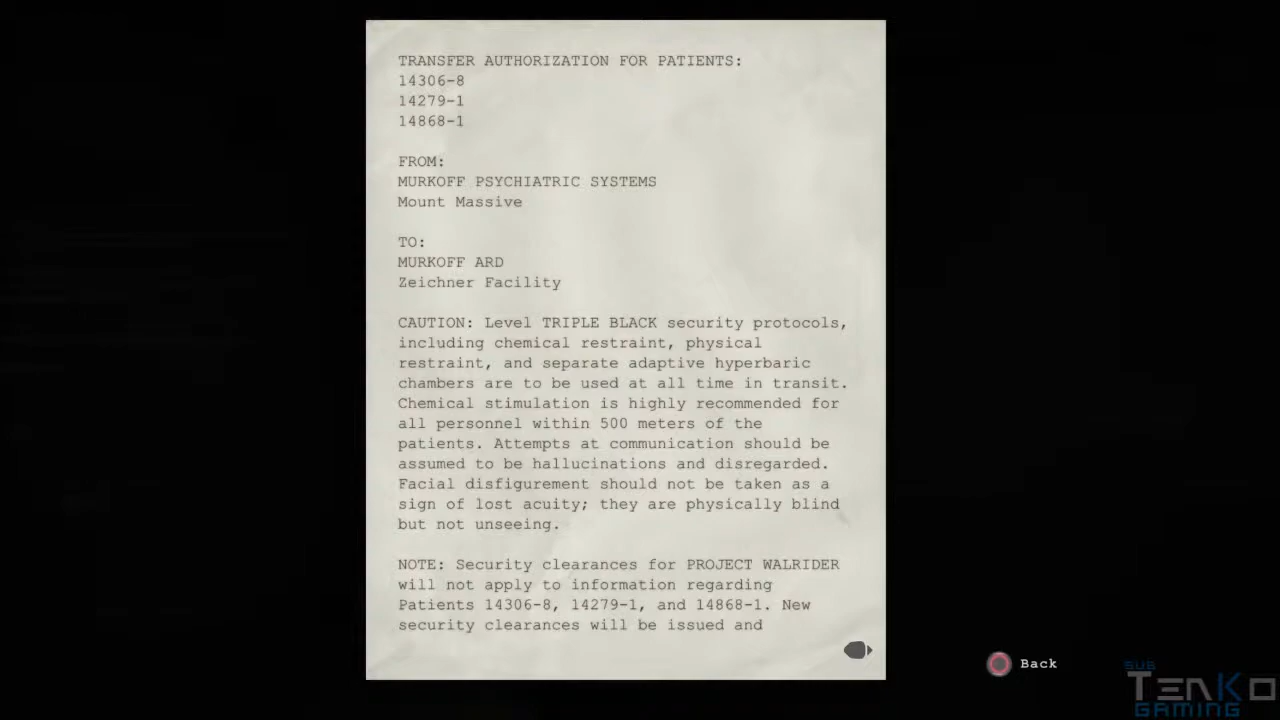 TRANSFER AUTHORIZATION FOR PATIENTS:
14306-8
14279-1
14868-1
FROM:
MURKOFF PSYCHIATRIC SYSTEMS
Mount Massive
TO:
MURKOFF ARD
Zeichner Facility
CAUTION: Level TRIPLE BLACK security protocols,
including chemical restraint, physical
restraint, and separate adaptive hyperbaric
chambers are to be used at all time in transit.
Chemical stimulation is highly recommended for
all personnel within 500 meters of the
patients. Attempts at communication should be
assumed to be hallucinations and disregarded.
Facial disfigurement should not be taken as a
sign of lost acuity; they are physically blind
but not unseeing.
NOTE: Security clearances for PROJECT WALRIDER
will not apply to information regarding
Patients 14306-8, 14279-1, and 14868-1. New
security clearances will be issued and
Back
SUB
TENKO
GAMING